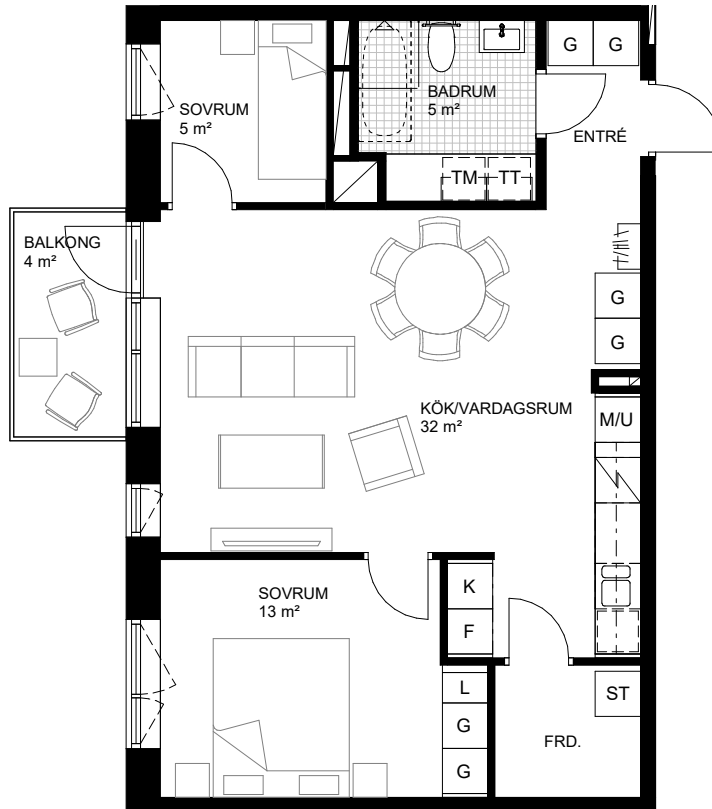 G G
BADRUM
5 m²
SOVRUM
5 m²
ENTRÉ
TM TT
BALKONG
4 m²
G
G
KÖK/VARDAGSRUM
32 m²
M/U
SOVRUM
13 m²
K
F
L
ST
G
FRD.
G